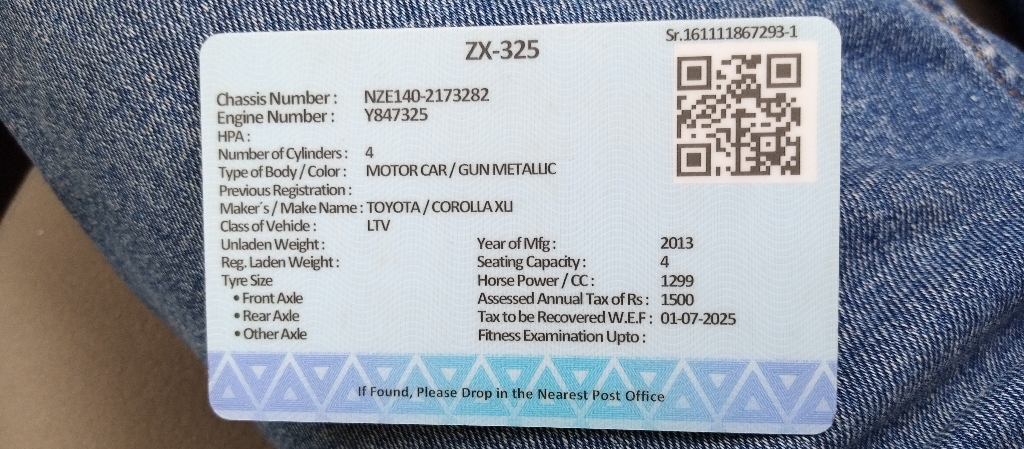 ZX-325
Sr.161111867293-1
Chassis Number : NZE140-2173282
Engine Number : Y847325
HPA :
Number of Cylinders : 4
Type of Body / Color : MOTOR CAR / GUN METALLIC
Previous Registration :
Maker´s / Make Name : TOYOTA / COROLLA XLI
Class of Vehicle : LTV
Unladen Weight : Year of Mfg : 2013
Reg. Laden Weight : Seating Capacity : 4
Tyre Size Horse Power / CC : 1299
• Front Axle Assessed Annual Tax of Rs : 1500
• Rear Axle Tax to be Recovered W.E.F : 01-07-2025
• Other Axle Fitness Examination Upto :
If Found, Please Drop in the Nearest Post Office